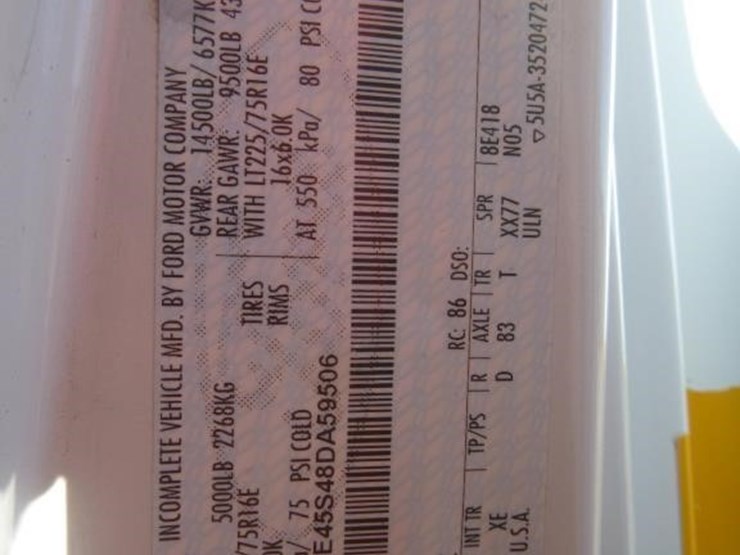 INCOMPLETE VEHICLE MFD. BY FORD MOTOR COMPANY
GVWR: 14500LB/ 6577K
5000LB 2268KG REAR GAWR: 9500LB 43
/75R16E TIRES WITH LT225/75R16E
0K RIMS 16x6.0K
/ 75 PSI COLD AT 550 kPa/ 80 PSI C
E45S48DA59506
RC: 86 DSO:
INT TR TP/PS R AXLE TR SPR 8E418
XE D 83 T XX77 N05
U.S.A. ULN ▽5U5A-3520472